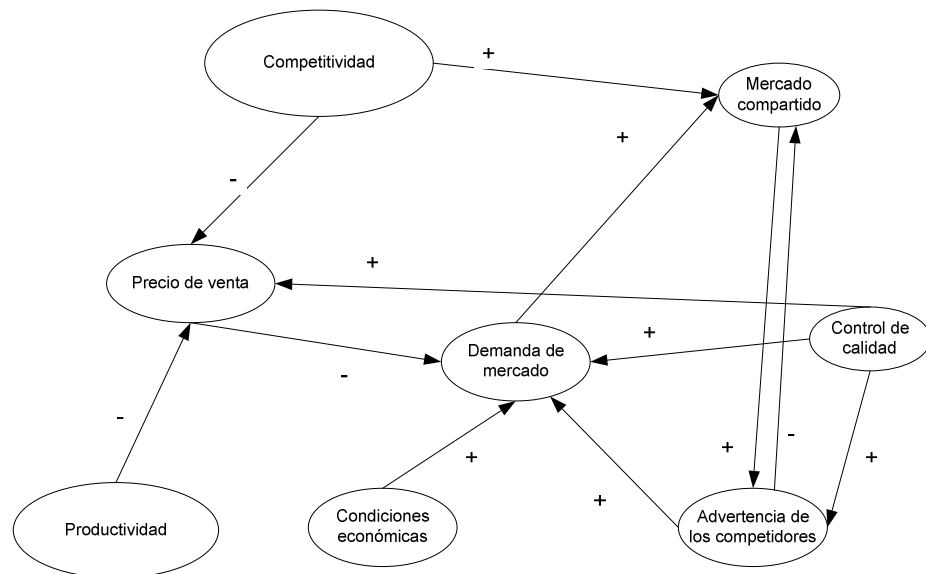 Competitividad
+
Mercado
compartido
+
-
Precio de venta
+
Demanda de
mercado
+
Control de
calidad
-
-
+
+
-
+
+
Productividad
Condiciones
económicas
Advertencia de
los competidores